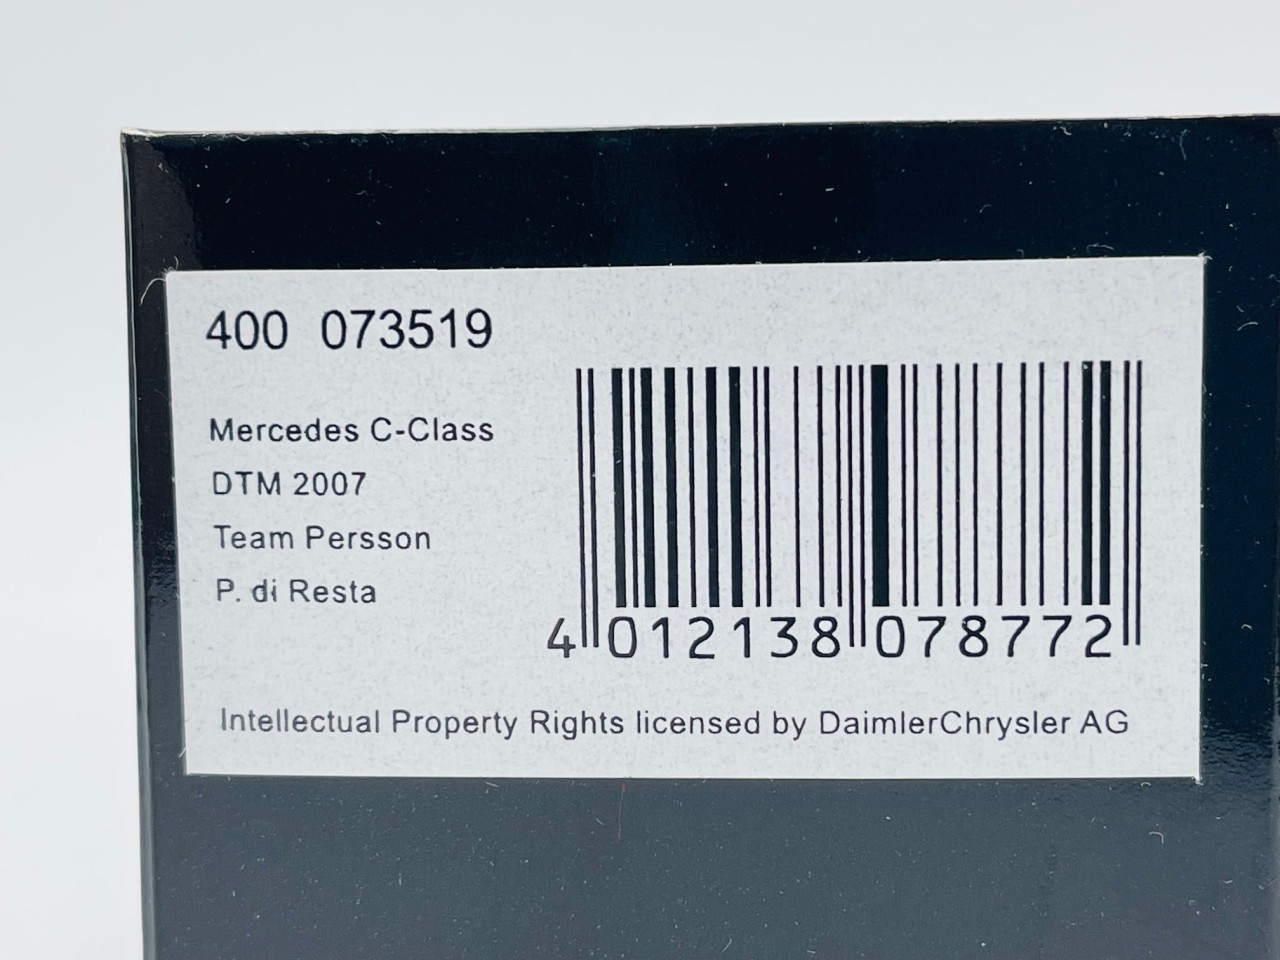 400 073519
Mercedes C-Class
DTM 2007
Team Persson
P. di Resta
4 012138 078772
Intellectual Property Rights licensed by DaimlerChrysler AG